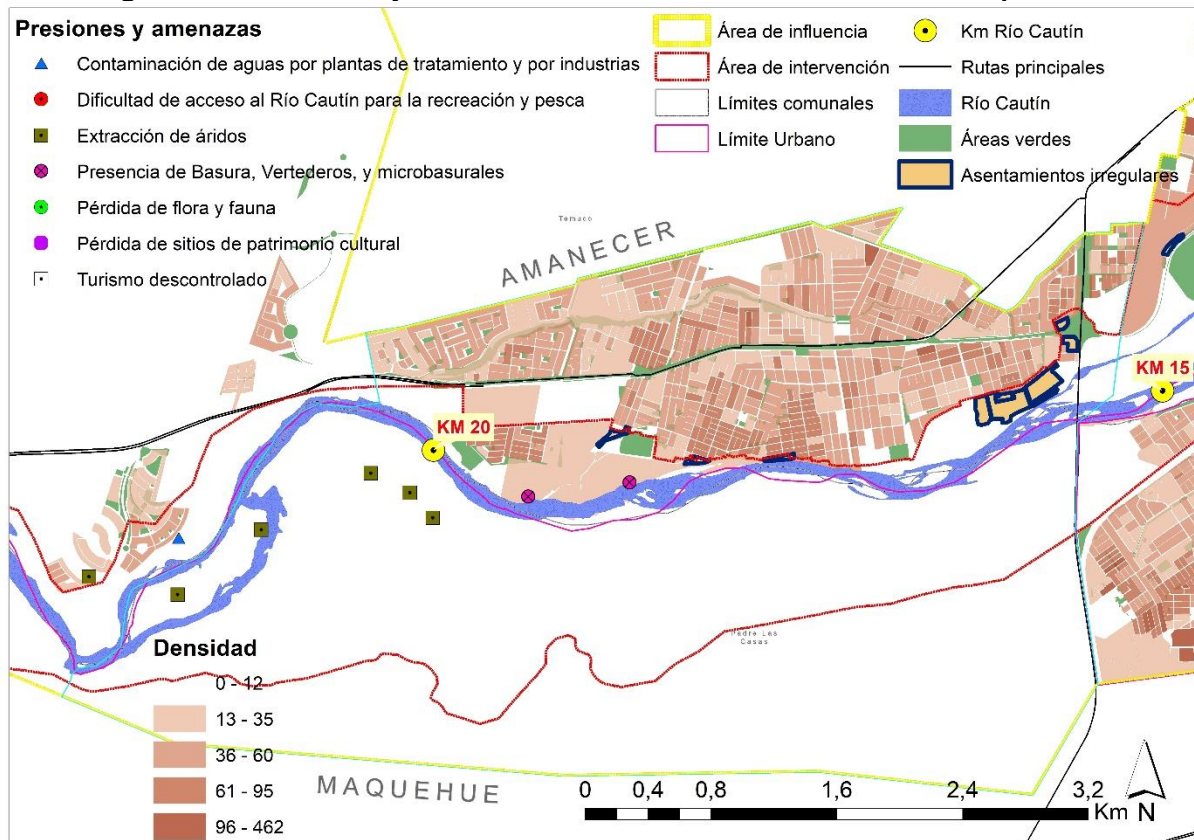 Presiones y amenazas
Contaminación de aguas por plantas de tratamiento y por industrias
Dificultad de acceso al Río Cautín para la recreación y pesca
Extracción de áridos
Presencia de Basura, Vertederos, y microbasurales
Pérdida de flora y fauna
Pérdida de sitios de patrimonio cultural
Turismo descontrolado
Área de influencia
Área de intervención
Límites comunales
Límite Urbano
Km Río Cautín
Rutas principales
Río Cautín
Áreas verdes
Asentamientos irregulares
Temuco
AMANECER
KM 15
KM 20
Padre Las
Casas
Densidad
0 - 12
13 - 35
36 - 60
61 - 95
96 - 462
MAQUEHUE
0 0,4 0,8 1,6 2,4 3,2
Km
N